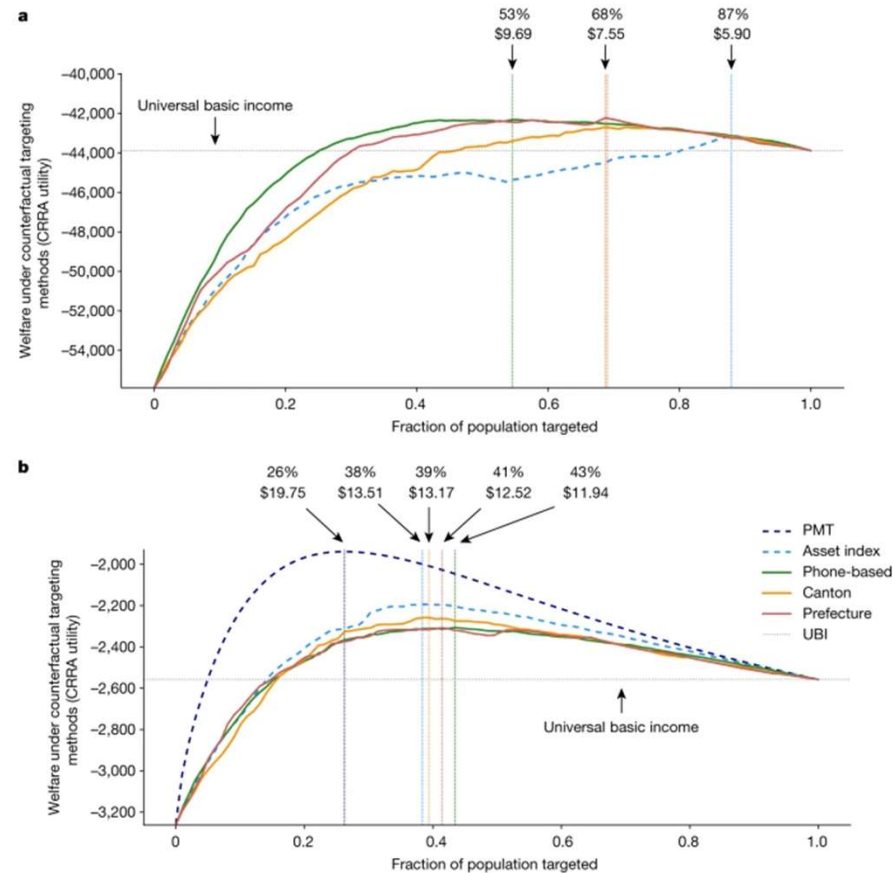 a
53% 68% 87%
$9.69 $7.55 $5.90
Universal basic income
Welfare under counterfactual targeting
methods (CRRA utility)
−40,000
−42,000
−44,000
−46,000
−48,000
−50,000
−52,000
−54,000
0 0.2 0.4 0.6 0.8 1.0
Fraction of population targeted
b
26% 38% 39% 41% 43%
$19.75 $13.51 $13.17 $12.52 $11.94
Welfare under counterfactual targeting
methods (CRRA utility)
−2,000
−2,200
−2,400
−2,600
−2,800
−3,000
−3,200
PMT
Asset index
Phone-based
Canton
Prefecture
UBI
Universal basic income
0 0.2 0.4 0.6 0.8 1.0
Fraction of population targeted